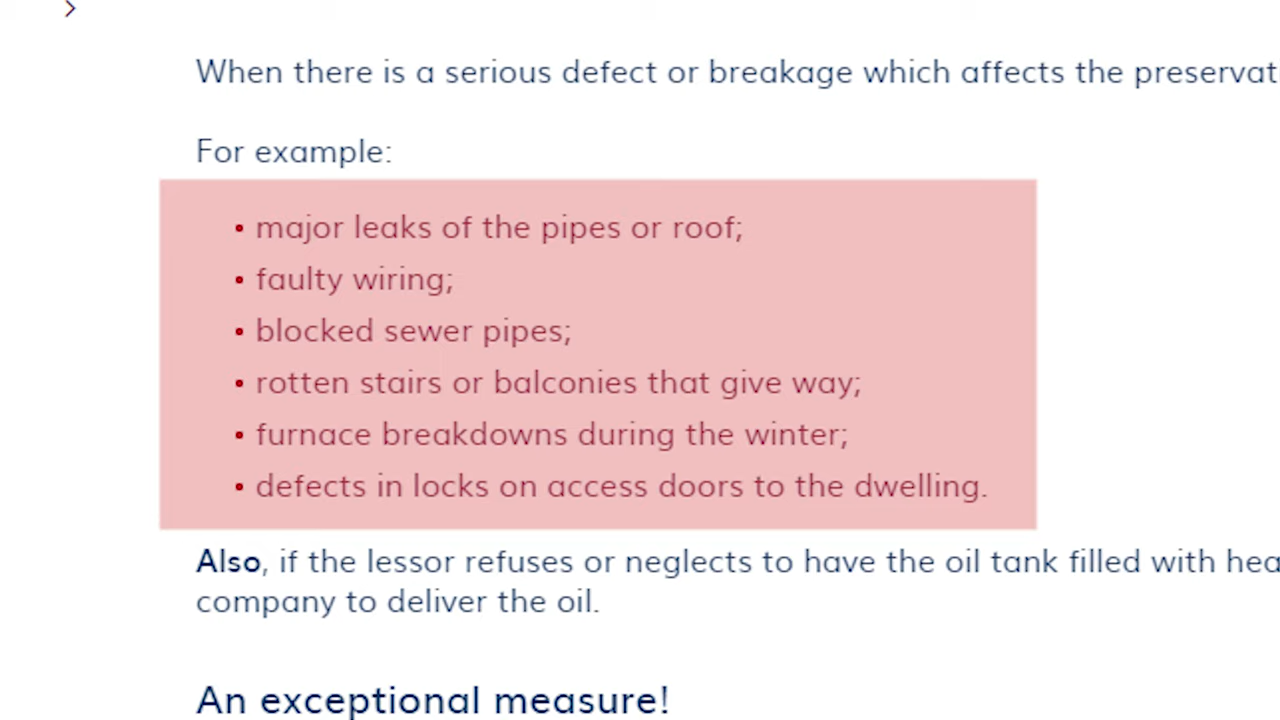 When there is a serious defect or breakage which affects the
For example:
• major leaks of the pipes or roof;
• faulty wiring;
• blocked sewer pipes;
• rotten stairs or balconies that give way;
• furnace breakdowns during the winter;
• defects in locks on access doors to the dwelling.
Also, if the lessor refuses or neglects to have the oil tank filled with
company to deliver the oil.
An exceptional measure!